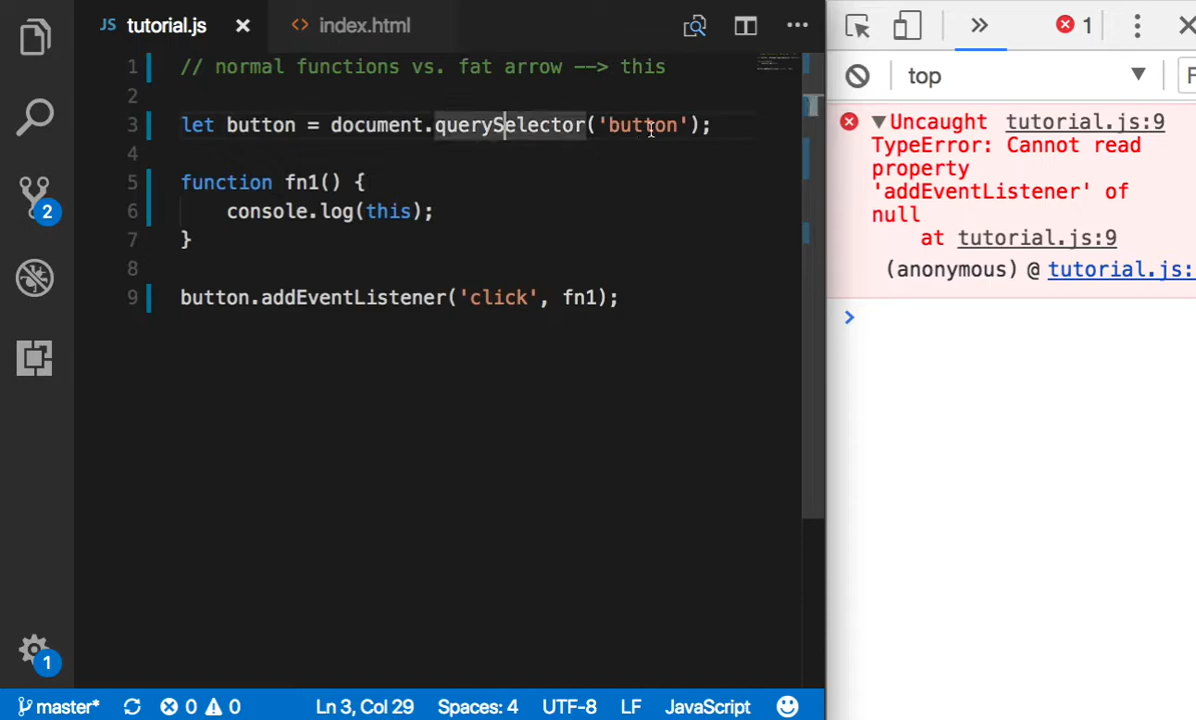 JS tutorial.js
<> index.html
1 // normal functions vs. fat arrow --> this
2
3 let button = document.querySelector('button');
4
5 function fn1() {
6 console.log(this);
7 }
8
9 button.addEventListener('click', fn1);
2
1
master*
0 0
Ln 3, Col 29
Spaces: 4
UTF-8
LF
JavaScript
1
top
F
Uncaught tutorial.js:9
TypeError: Cannot read
property
'addEventListener' of
null
at tutorial.js:9
(anonymous) @ tutorial.js: